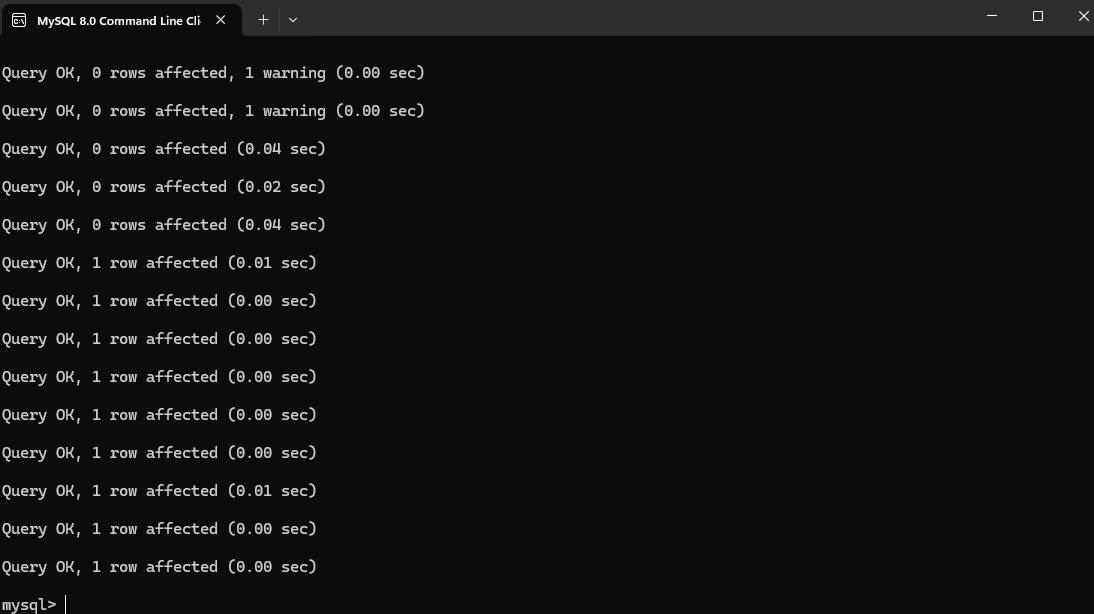 MySQL 8.0 Command Line Cli
Query OK, 0 rows affected, 1 warning (0.00 sec)
Query OK, 0 rows affected, 1 warning (0.00 sec)
Query OK, 0 rows affected (0.04 sec)
Query OK, 0 rows affected (0.02 sec)
Query OK, 0 rows affected (0.04 sec)
Query OK, 1 row affected (0.01 sec)
Query OK, 1 row affected (0.00 sec)
Query OK, 1 row affected (0.00 sec)
Query OK, 1 row affected (0.00 sec)
Query OK, 1 row affected (0.00 sec)
Query OK, 1 row affected (0.00 sec)
Query OK, 1 row affected (0.01 sec)
Query OK, 1 row affected (0.00 sec)
Query OK, 1 row affected (0.00 sec)
mysql>